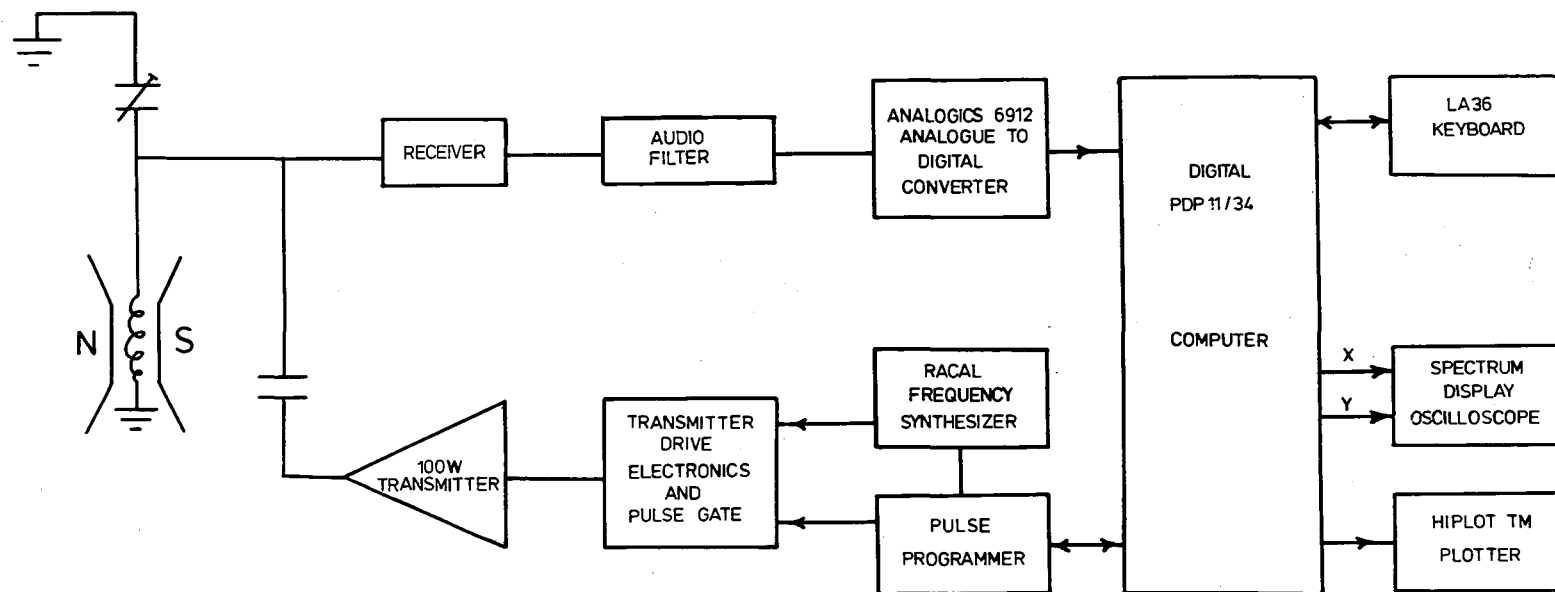 RECEIVER
AUDIO
FILTER
ANALOGICS 6912
ANALOGUE TO
DIGITAL
CONVERTER
DIGITAL
PDP 11/34
COMPUTER
LA36
KEYBOARD
X
Y
SPECTRUM
DISPLAY
OSCILLOSCOPE
HIPLOT TM
PLOTTER
N
S
100W
TRANSMITTER
TRANSMITTER
DRIVE
ELECTRONICS
AND
PULSE GATE
RACAL
FREQUENCY
SYNTHESIZER
PULSE
PROGRAMMER